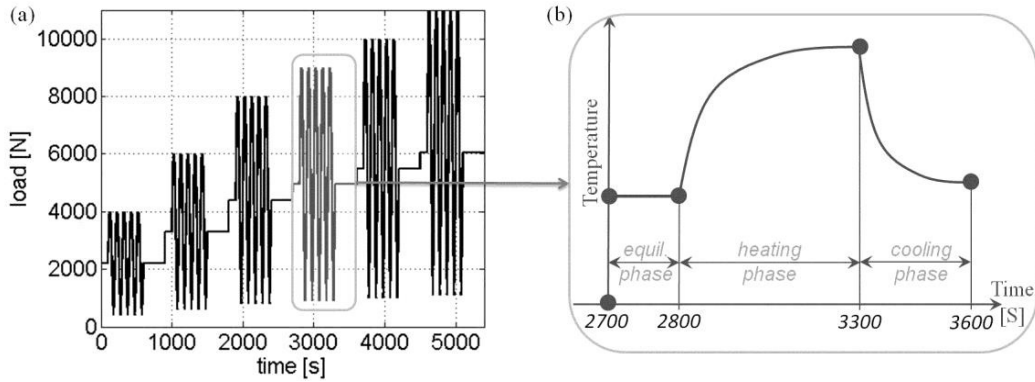 (a)
load [N]
10000
8000
6000
4000
2000
0
0 1000 2000 3000 4000 5000
time [s]
(b)
Temperature
equil
phase
heating
phase
cooling
phase
Time
[S]
2700 2800 3300 3600